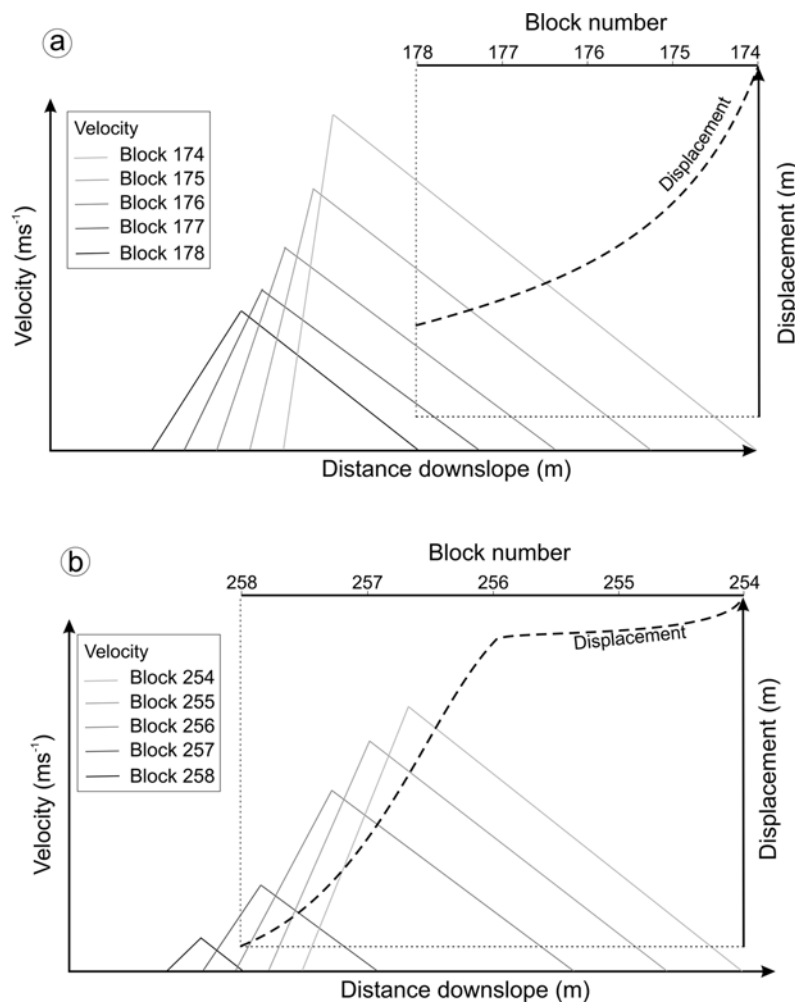 a
Block number
178 177 176 175 174
Velocity
Block 174
Block 175
Block 176
Block 177
Block 178
Displacement
Velocity (ms⁻¹)
Displacement (m)
Distance downslope (m)
b
Block number
258 257 256 255 254
Velocity
Block 254
Block 255
Block 256
Block 257
Block 258
Displacement
Velocity (ms⁻¹)
Displacement (m)
Distance downslope (m)